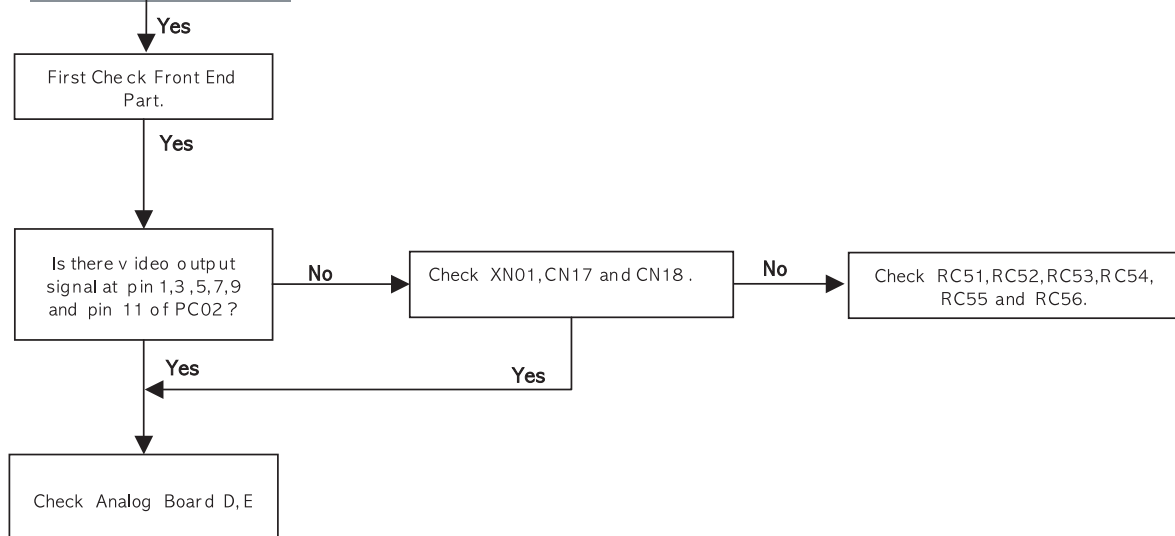 Yes
First Check Front End
Part.
Yes
Is there video output
signal at pin 1,3,5,7,9
and pin 11 of PC02?
No
Check XN01,CN17 and CN18.
No
Check RC51,RC52,RC53,RC54,
RC55 and RC56.
Yes
Yes
Check Analog Board D,E